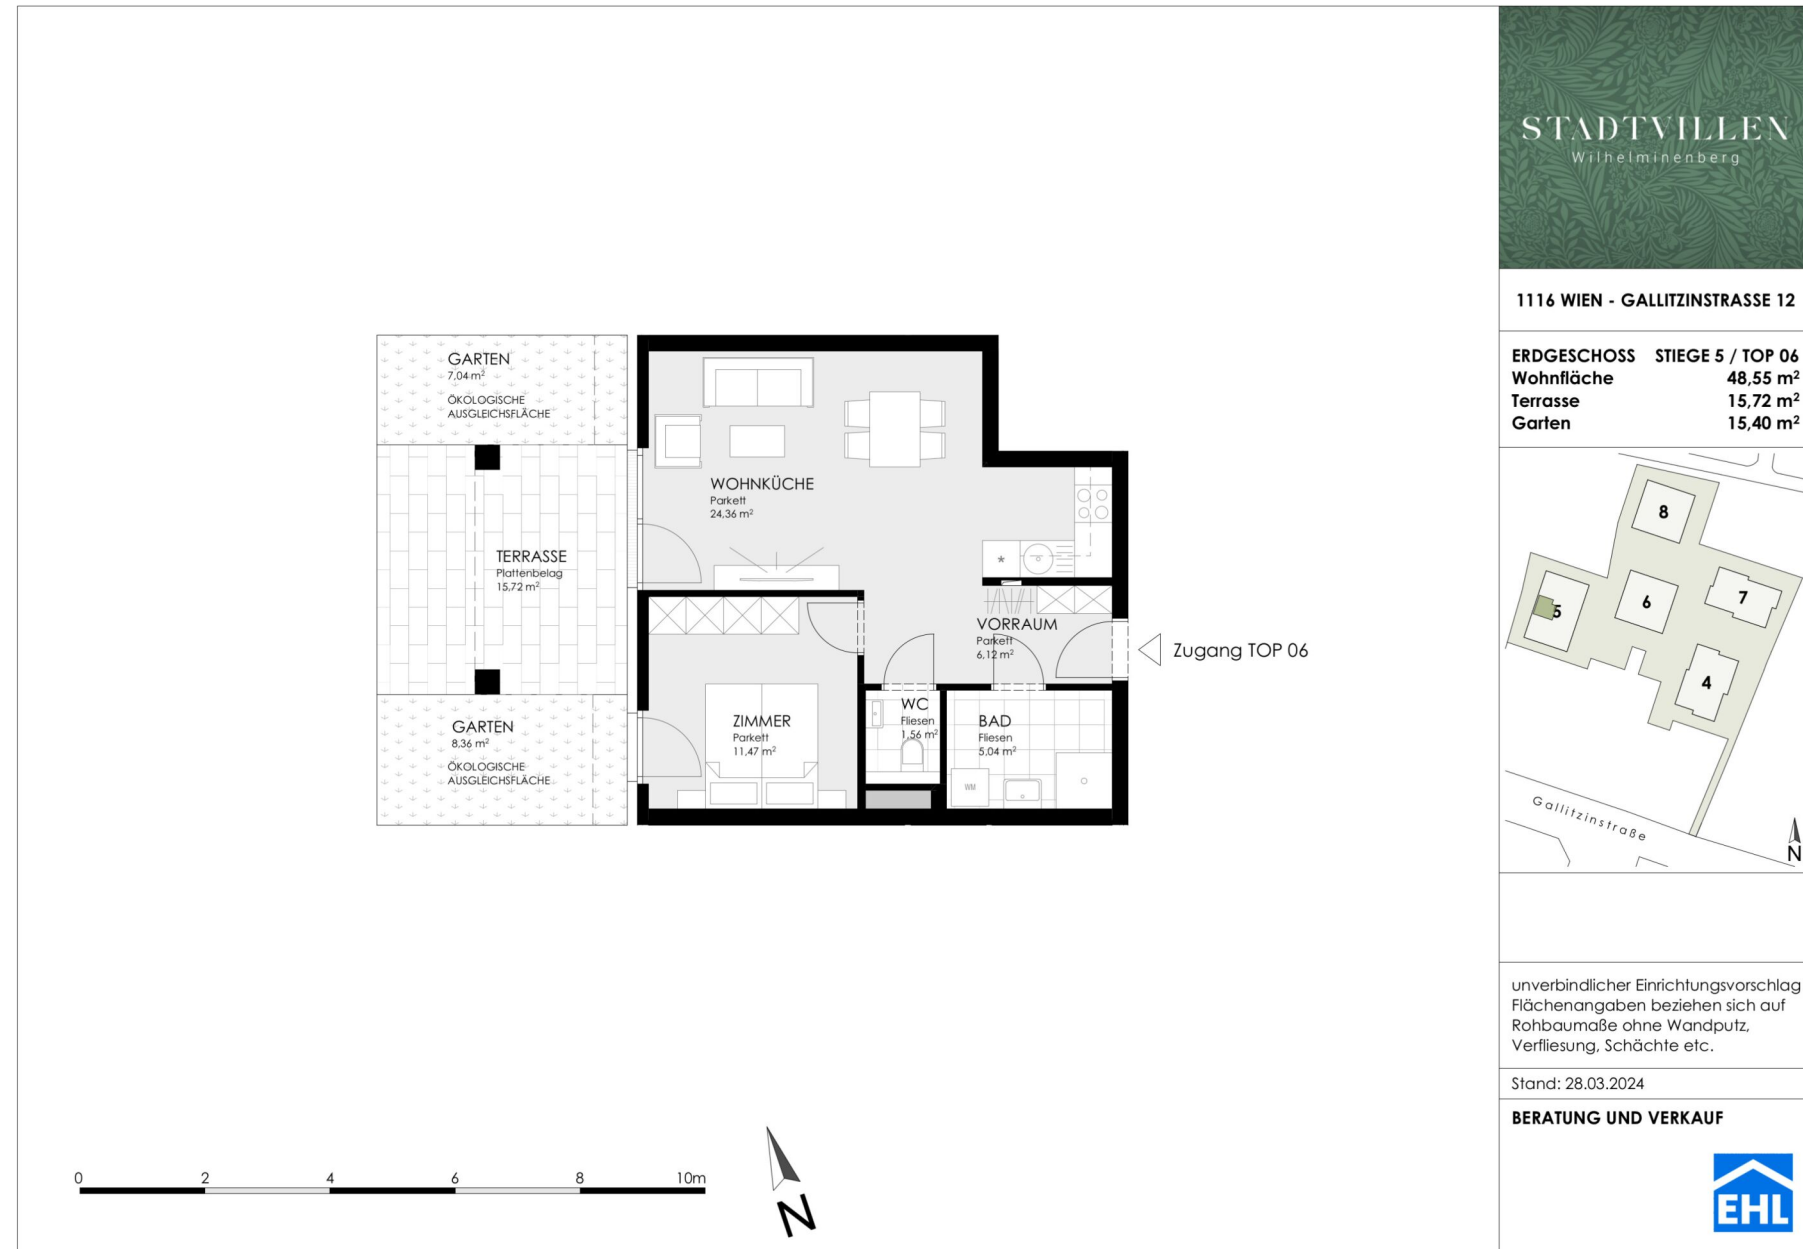 GARTEN
7,04 m²
ÖKOLOGISCHE
AUSGLEICHSFLÄCHE
WOHNKÜCHE
Parkett
24,36 m²
TERRASSE
Plattenbelag
15,72 m²
*
VORRAUM
Parkett
6,12 m²
Zugang TOP 06
GARTEN
8,36 m²
ÖKOLOGISCHE
AUSGLEICHSFLÄCHE
ZIMMER
Parkett
11,47 m²
WC
Fliesen
1,56 m²
BAD
Fliesen
5,04 m²
WM
0 2 4 6 8 10m
N
STADTVILLEN
Wilhelminenberg
1116 WIEN - GALLITZINSTRASSE 12
ERDGESCHOSS STIEGE 5 / TOP 06
Wohnfläche 48,55 m²
Terrasse 15,72 m²
Garten 15,40 m²
8
5
6
7
4
Gallitzinstraße
N
unverbindlicher Einrichtungsvorschlag
Flächenangaben beziehen sich auf
Rohbaumaße ohne Wandputz,
Verfliesung, Schächte etc.
Stand: 28.03.2024
BERATUNG UND VERKAUF
EHL